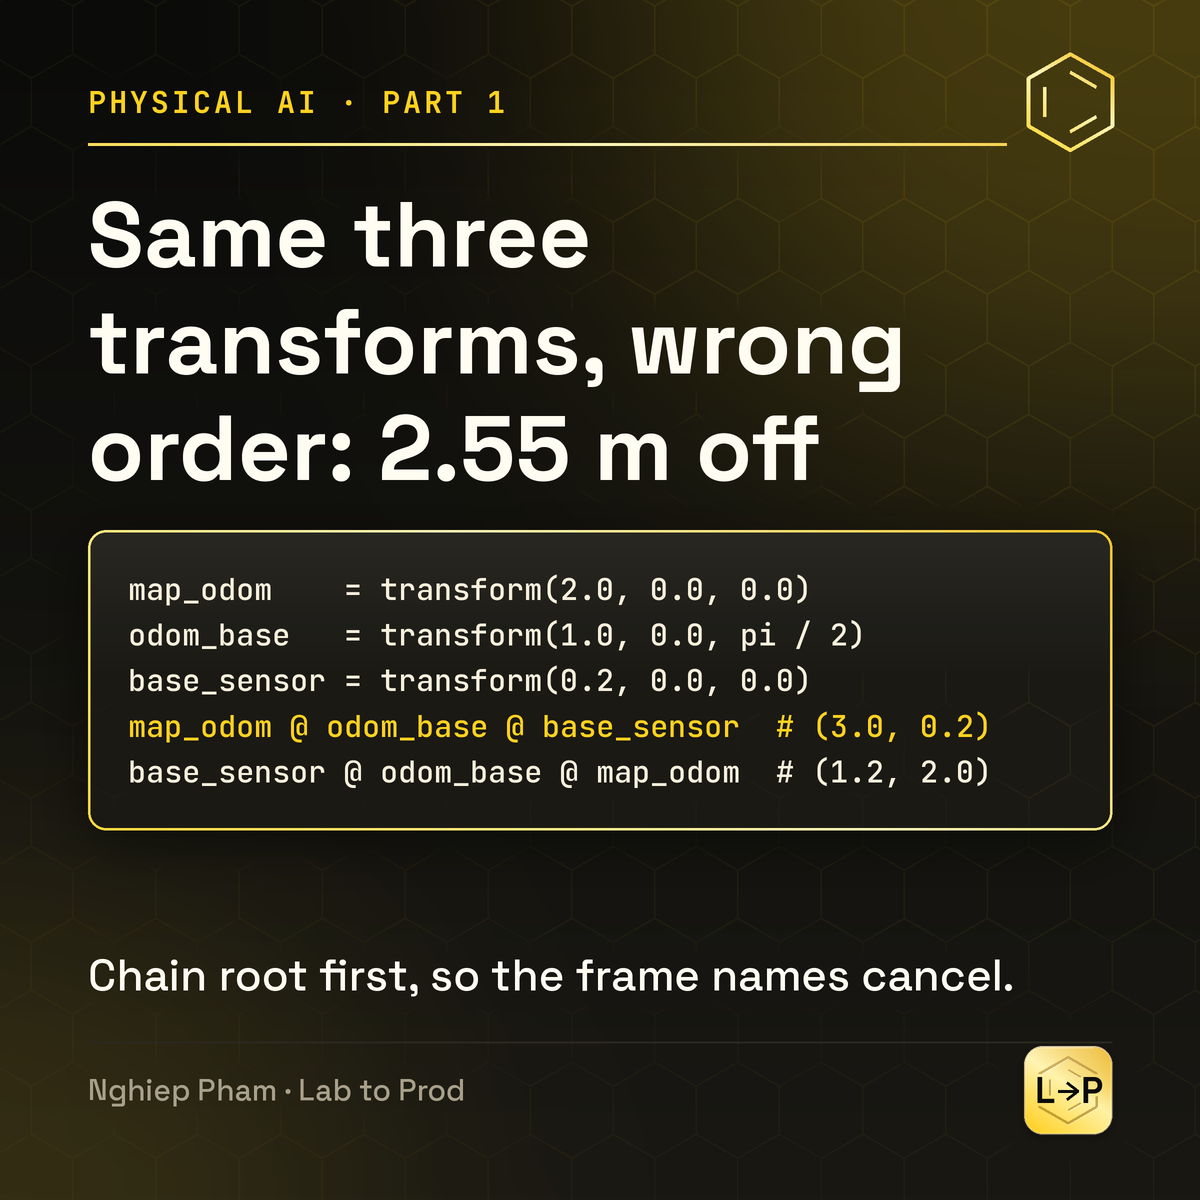 PHYSICAL AI · PART 1
Same three
transforms, wrong
order: 2.55 m off
map_odom    = transform(2.0, 0.0, 0.0)
odom_base   = transform(1.0, 0.0, pi / 2)
base_sensor = transform(0.2, 0.0, 0.0)
map_odom @ odom_base @ base_sensor  # (3.0, 0.2)
base_sensor @ odom_base @ map_odom  # (1.2, 2.0)
Chain root first, so the frame names cancel.
Nghiep Pham · Lab to Prod
L→P